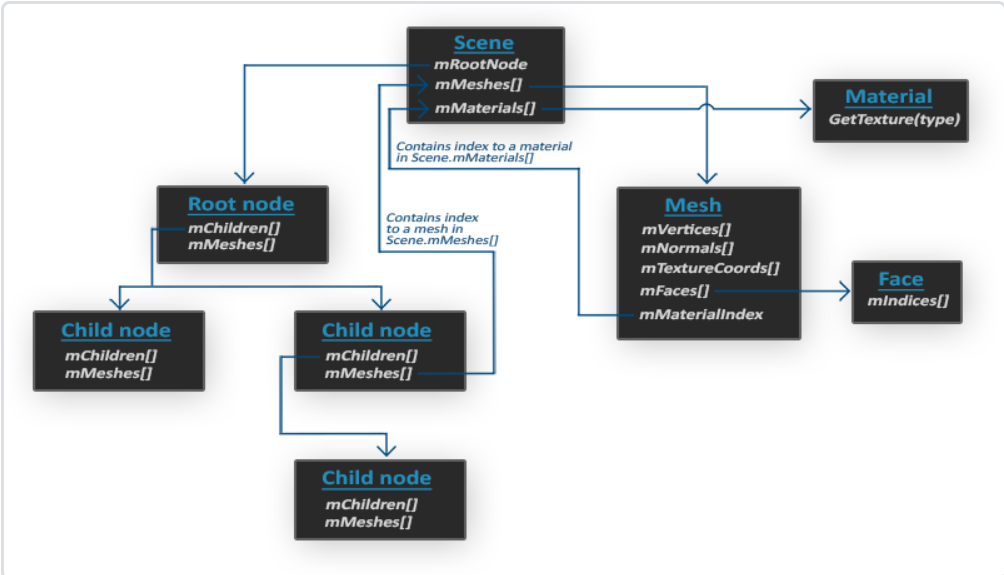 Scene
mRootNode
mMeshes[]
mMaterials[]
Material
GetTexture(type)
Contains index to a material
in Scene.mMaterials[]
Root node
mChildren[]
mMeshes[]
Contains index
to a mesh in
Scene.mMeshes[]
Mesh
mVertices[]
mNormals[]
mTextureCoords[]
mFaces[]
mMaterialIndex
Face
mIndices[]
Child node
mChildren[]
mMeshes[]
Child node
mChildren[]
mMeshes[]
Child node
mChildren[]
mMeshes[]